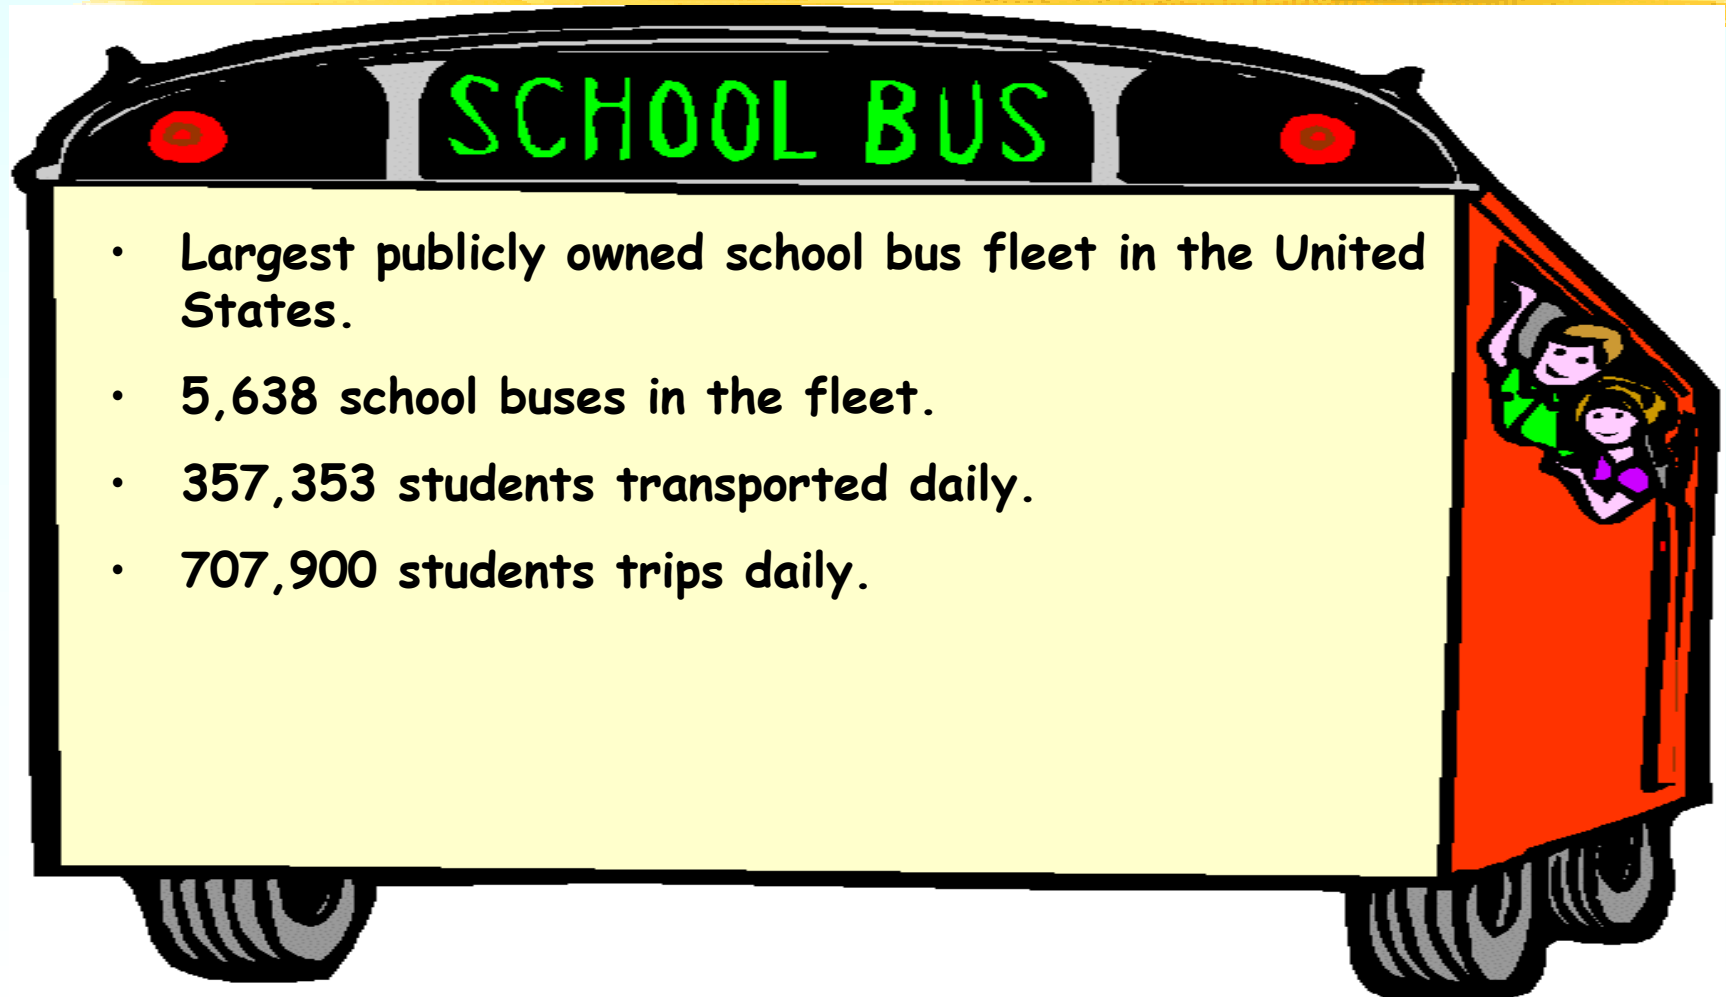 SCHOOL BUS
• Largest publicly owned school bus fleet in the United
States.
• 5,638 school buses in the fleet.
• 357,353 students transported daily.
• 707,900 students trips daily.